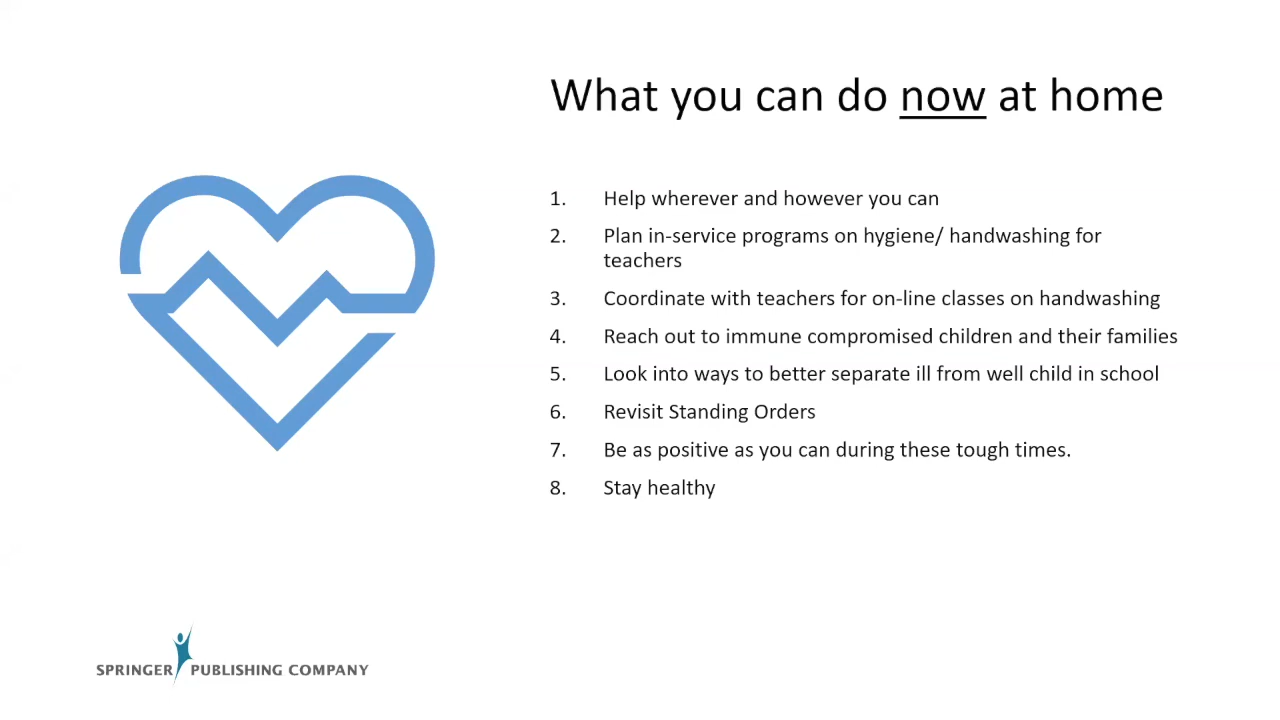 What you can do now at home
1. Help wherever and however you can
2. Plan in-service programs on hygiene/ handwashing for
teachers
3. Coordinate with teachers for on-line classes on handwashing
4. Reach out to immune compromised children and their families
5. Look into ways to better separate ill from well child in school
6. Revisit Standing Orders
7. Be as positive as you can during these tough times.
8. Stay healthy
SPRINGER PUBLISHING COMPANY